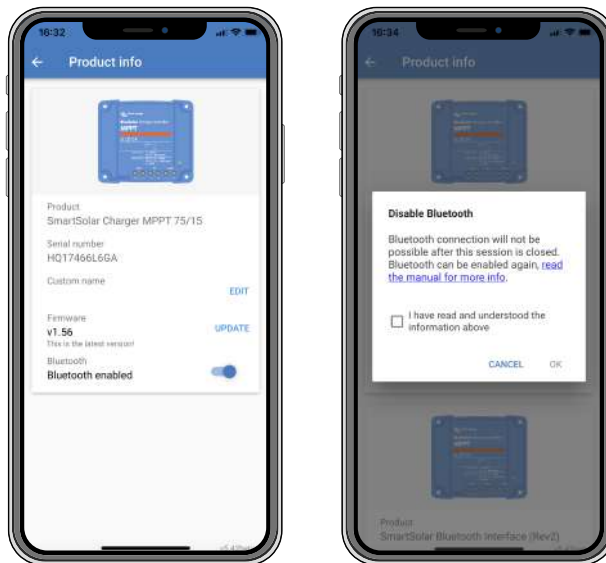 16:32
Product info
Product
SmartSolar Charger MPPT 75/15
Serial number
HQ17466L6GA
Custom name
EDIT
Firmware
v1.56
UPDATE
This is the latest version!
Bluetooth
Bluetooth enabled
16:34
Product info
Disable Bluetooth
Bluetooth connection will not be
possible after this session is closed.
Bluetooth can be enabled again, read
the manual for more info.
I have read and understood the
information above
CANCEL
OK
Product
SmartSolar Bluetooth Interface (Rev2)